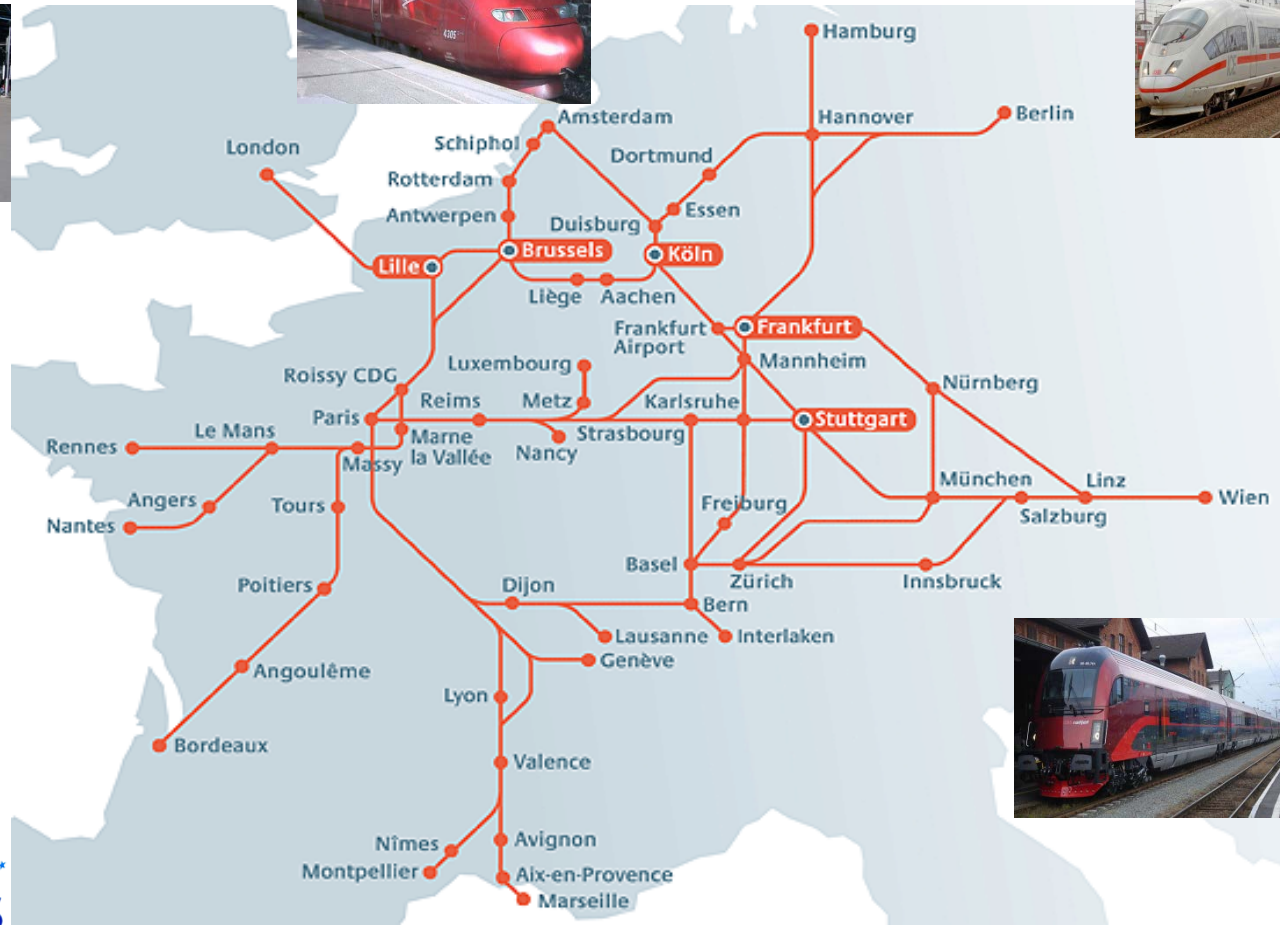 4305
Hamburg
Amsterdam
Hannover
Berlin
London
Schiphol
Dortmund
Rotterdam
Antwerpen
Duisburg
Essen
Brussels
Köln
Lille
Liège
Aachen
Frankfurt
Airport
Frankfurt
Luxembourg
Mannheim
Roissy CDG
Nürnberg
Reims
Metz
Karlsruhe
Paris
Stuttgart
Le Mans
Strasbourg
Rennes
Marne
la Vallée
Nancy
Massy
München
Linz
Angers
Tours
Freiburg
Nantes
Salzburg
Wien
Basel
Zürich
Innsbruck
Poitiers
Dijon
Bern
Lausanne
Interlaken
Genève
Angoulême
Lyon
Bordeaux
Valence
Nîmes
Avignon
Montpellier
Aix-en-Provence
Marseille